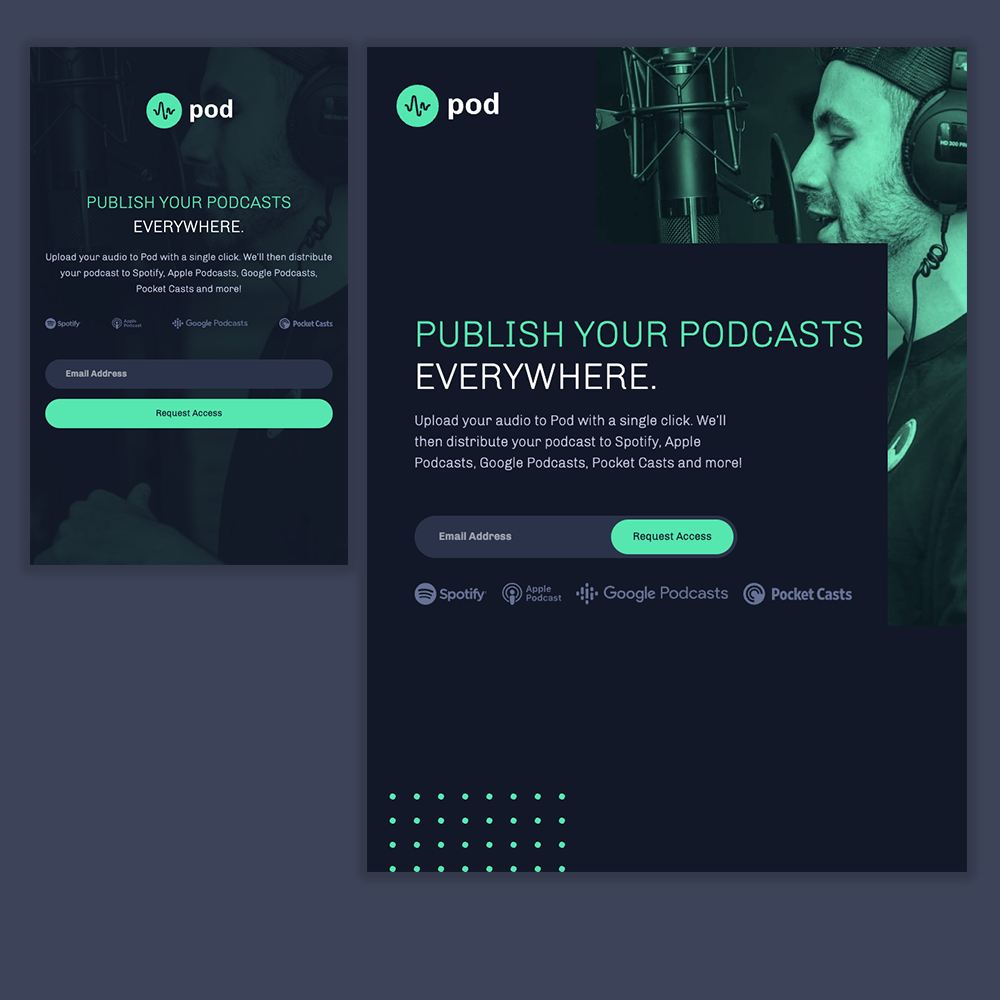 pod
PUBLISH YOUR PODCASTS
EVERYWHERE.
Upload your audio to Pod with a single click. We'll then distribute
your podcast to Spotify, Apple Podcasts, Google Podcasts,
Pocket Casts and more!
Spotify Apple Podcast Google Podcasts Pocket Casts
Email Address
Request Access
pod
HD 300 PR
PUBLISH YOUR PODCASTS
EVERYWHERE.
Upload your audio to Pod with a single click. We'll
then distribute your podcast to Spotify, Apple
Podcasts, Google Podcasts, Pocket Casts and more!
Email Address Request Access
Spotify Apple Podcast Google Podcasts Pocket Casts